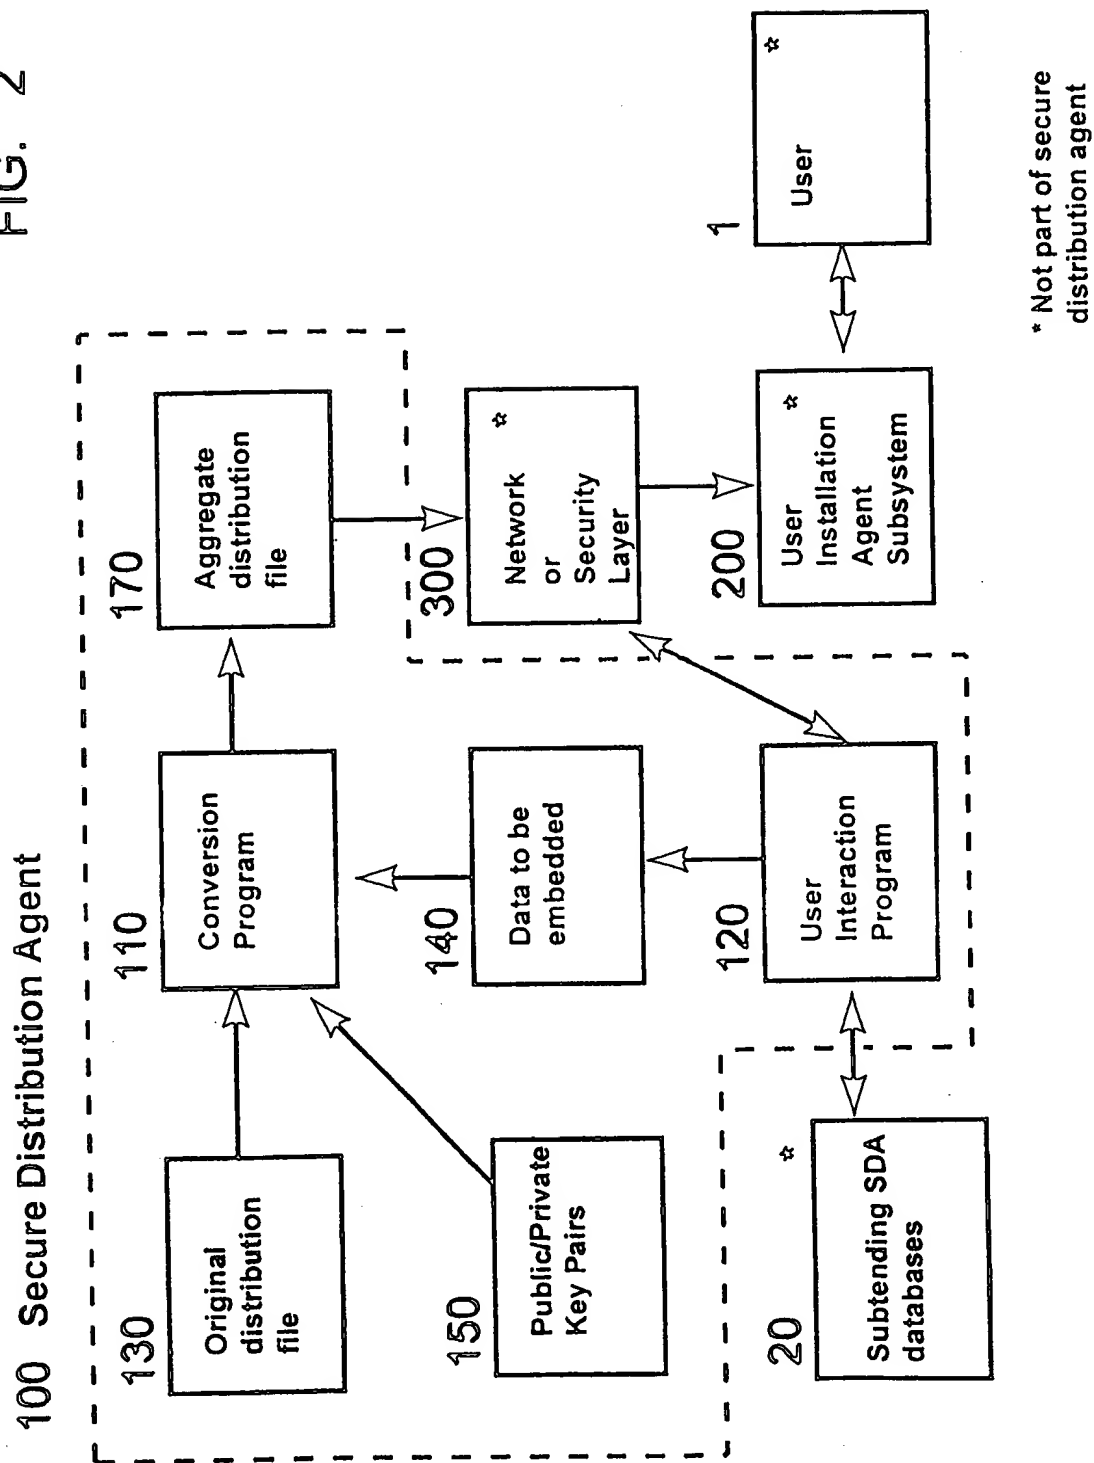 FIG. 2
100 Secure Distribution Agent
130
Original
distribution
file
110
Conversion
Program
170
Aggregate
distribution
file
150
Public/Private
Key Pairs
140
Data to be
embedded
300
Network *
or
Security
Layer
20
*
Subtending SDA
databases
120
User
Interaction
Program
200
User *
Installation
Agent
Subsystem
1
User *
* Not part of secure
distribution agent